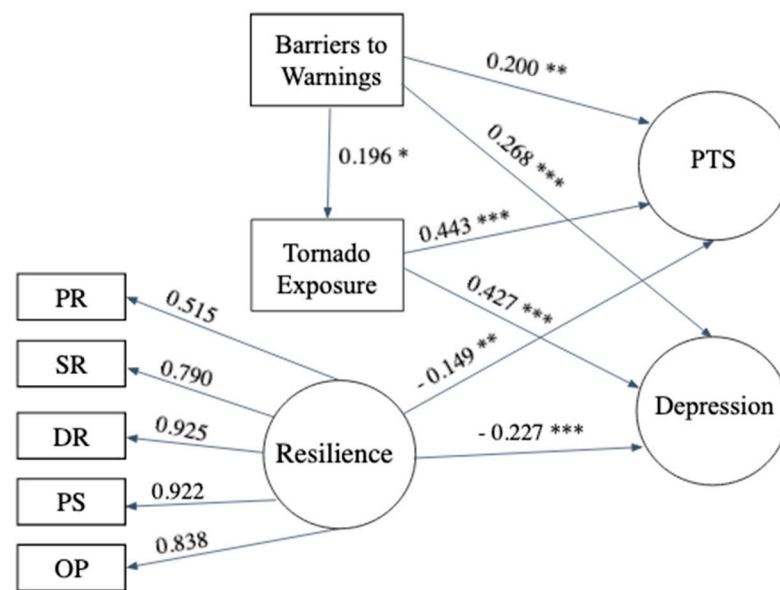 Barriers to
Warnings
0.200 **
PTS
0.268 ***
0.196 *
Tornado
Exposure
0.443 ***
0.427 ***
PR
0.515
- 0.149 **
SR
0.790
Depression
DR
0.925
Resilience
- 0.227 ***
PS
0.922
OP
0.838